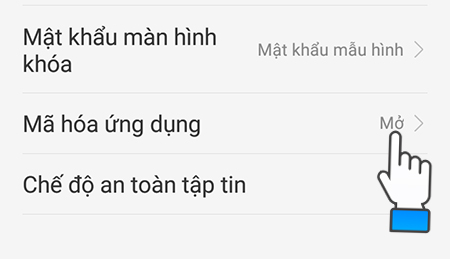 Mật khẩu màn hình
khóa
Mật khẩu mẫu hình
Mã hóa ứng dụng
Mở
Chế độ an toàn tập tin